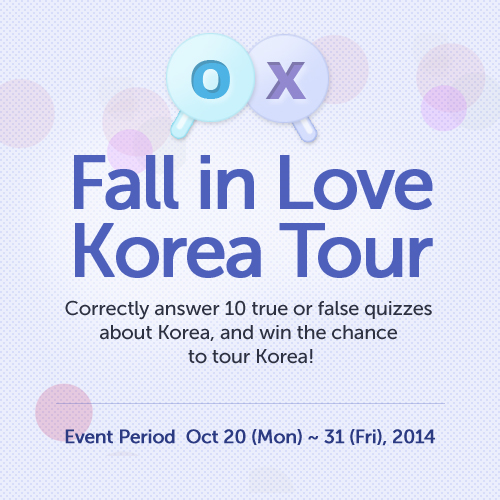 O X
Fall in Love
Korea Tour
Correctly answer 10 true or false quizzes
about Korea, and win the chance
to tour Korea!
Event Period Oct 20 (Mon) ~ 31 (Fri), 2014